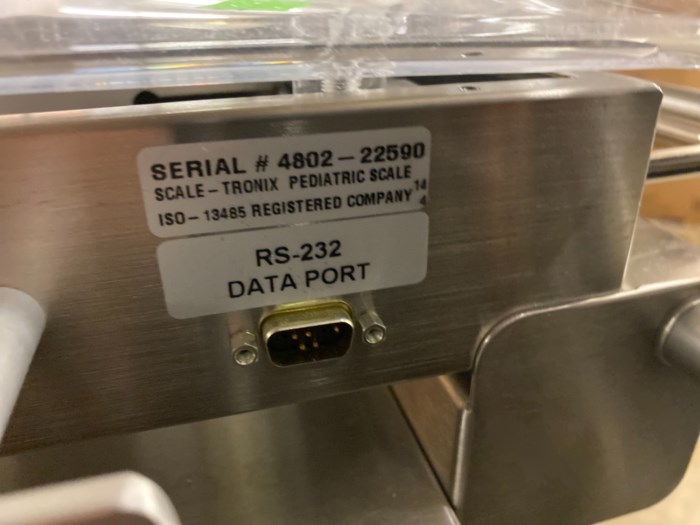 SERIAL # 4802-22590
SCALE-TRONIX PEDIATRIC SCALE
ISO-13485 REGISTERED COMPANY 14 4
RS-232
DATA PORT